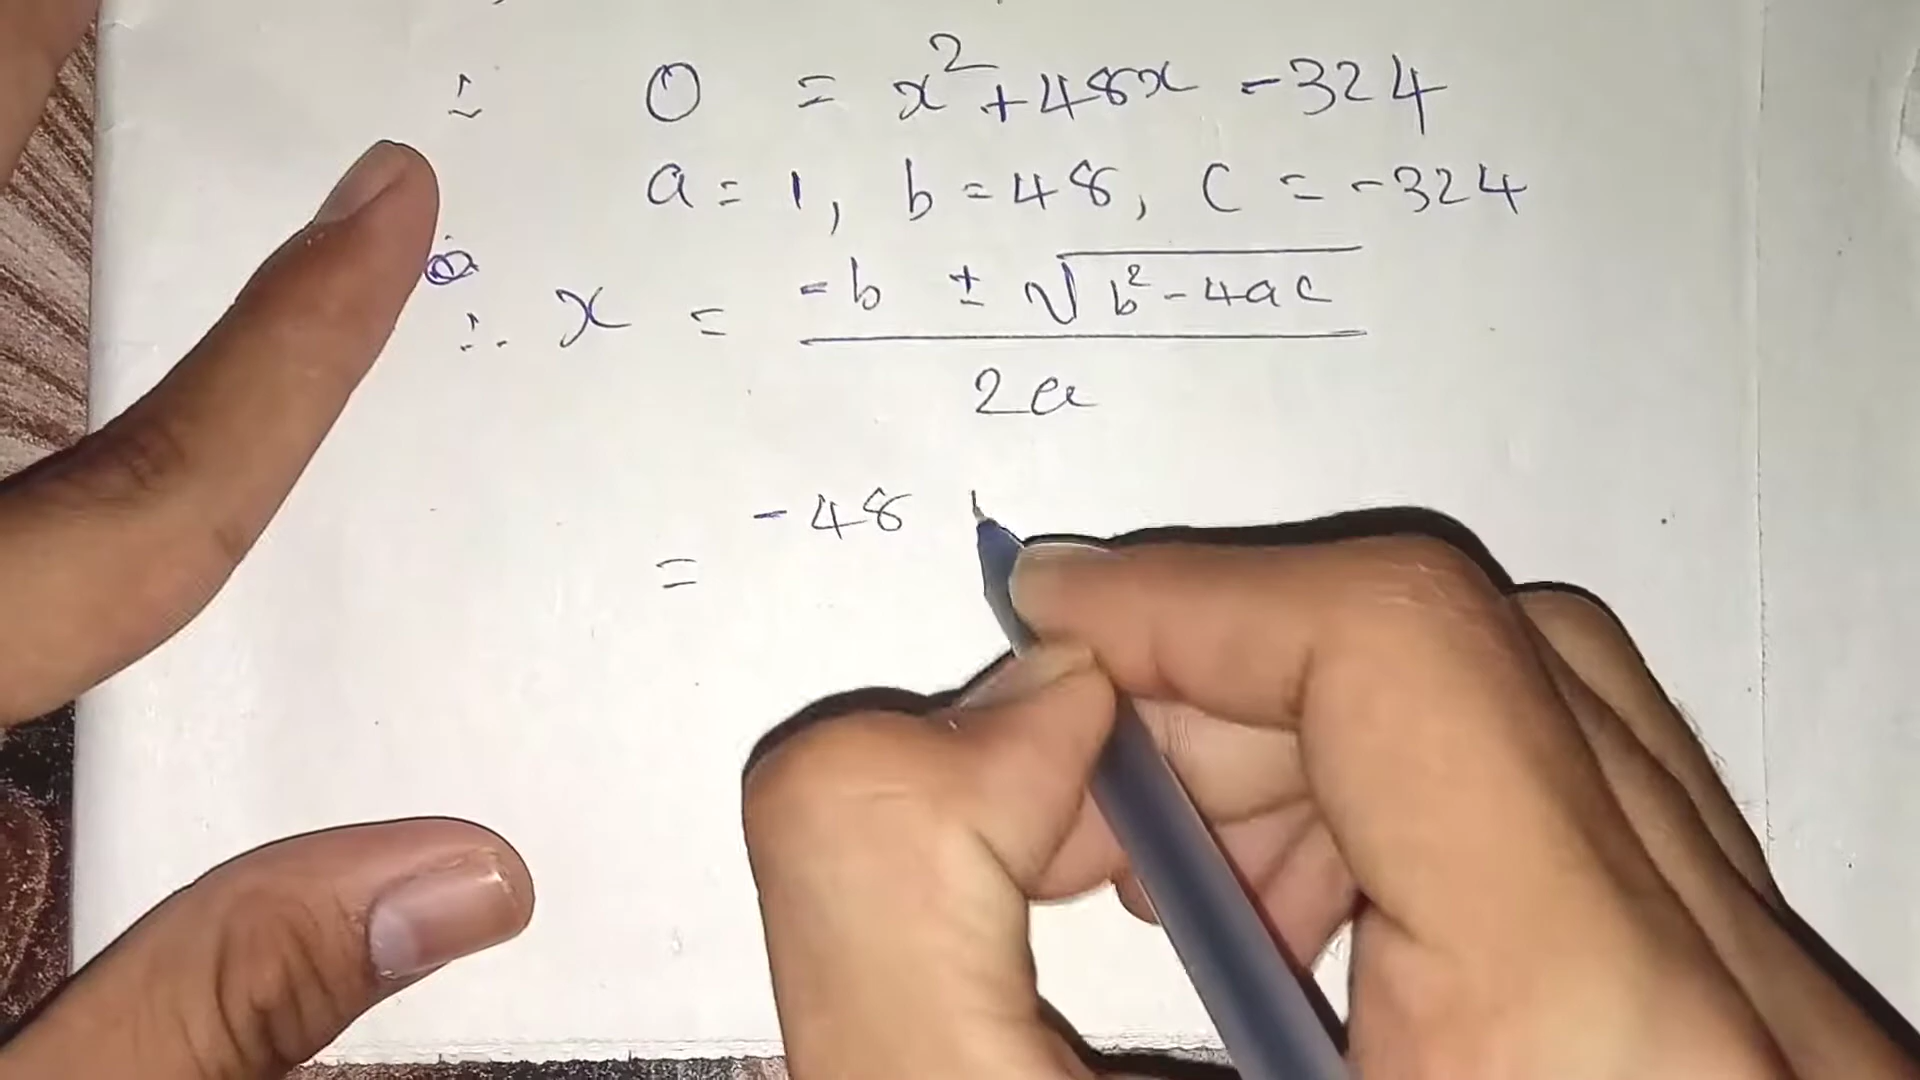 ∴ 0 = x² + 48x - 324
a = 1, b = 48, c = -324
∴ x = -b ± √(b² - 4ac) / 2a
= -48